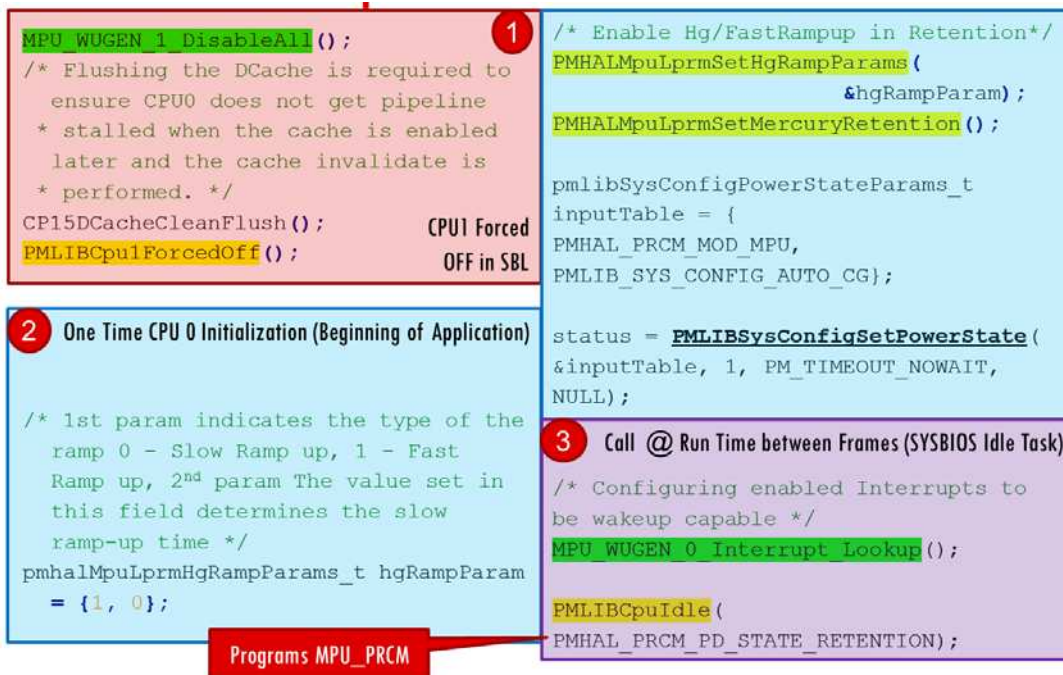 1
MPU_WUGEN_1_DisableAll();
/* Flushing the DCache is required to
ensure CPU0 does not get pipeline
* stalled when the cache is enabled
later and the cache invalidate is
* performed. */
CP15DCacheCleanFlush();
PMLIBCpu1ForcedOff();
CPU1 Forced
OFF in SBL
2 One Time CPU 0 Initialization (Beginning of Application)
/* 1st param indicates the type of the
ramp 0 – Slow Ramp up, 1 – Fast
Ramp up, 2nd param The value set in
this field determines the slow
ramp-up time */
pmhalMpuLprmHgRampParams_t hgRampParam
= {1, 0};
/* Enable Hg/FastRampup in Retention*/
PMHALMpuLprmSetHgRampParams(
&hgRampParam);
PMHALMpuLprmSetMercuryRetention();
pmlibSysConfigPowerStateParams_t
inputTable = {
PMHAL_PRCM_MOD_MPU,
PMLIB_SYS_CONFIG_AUTO_CG};
status = PMLIBSysConfigSetPowerState(
&inputTable, 1, PM_TIMEOUT_NOWAIT,
NULL);
3 Call @ Run Time between Frames (SYSBIOS Idle Task)
/* Configuring enabled Interrupts to
be wakeup capable */
MPU_WUGEN_0_Interrupt_Lookup();
PMLIBCpuIdle(
PMHAL_PRCM_PD_STATE_RETENTION);
Programs MPU_PRCM